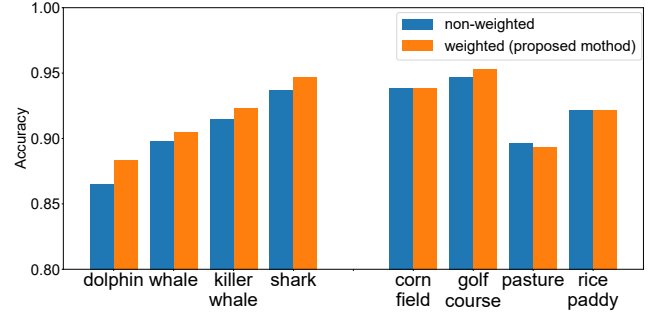 1.00
0.95
0.90
0.85
0.80
Accuracy
non-weighted
weighted (proposed mothod)
dolphin whale killer shark corn golf pasture rice
whale field course paddy